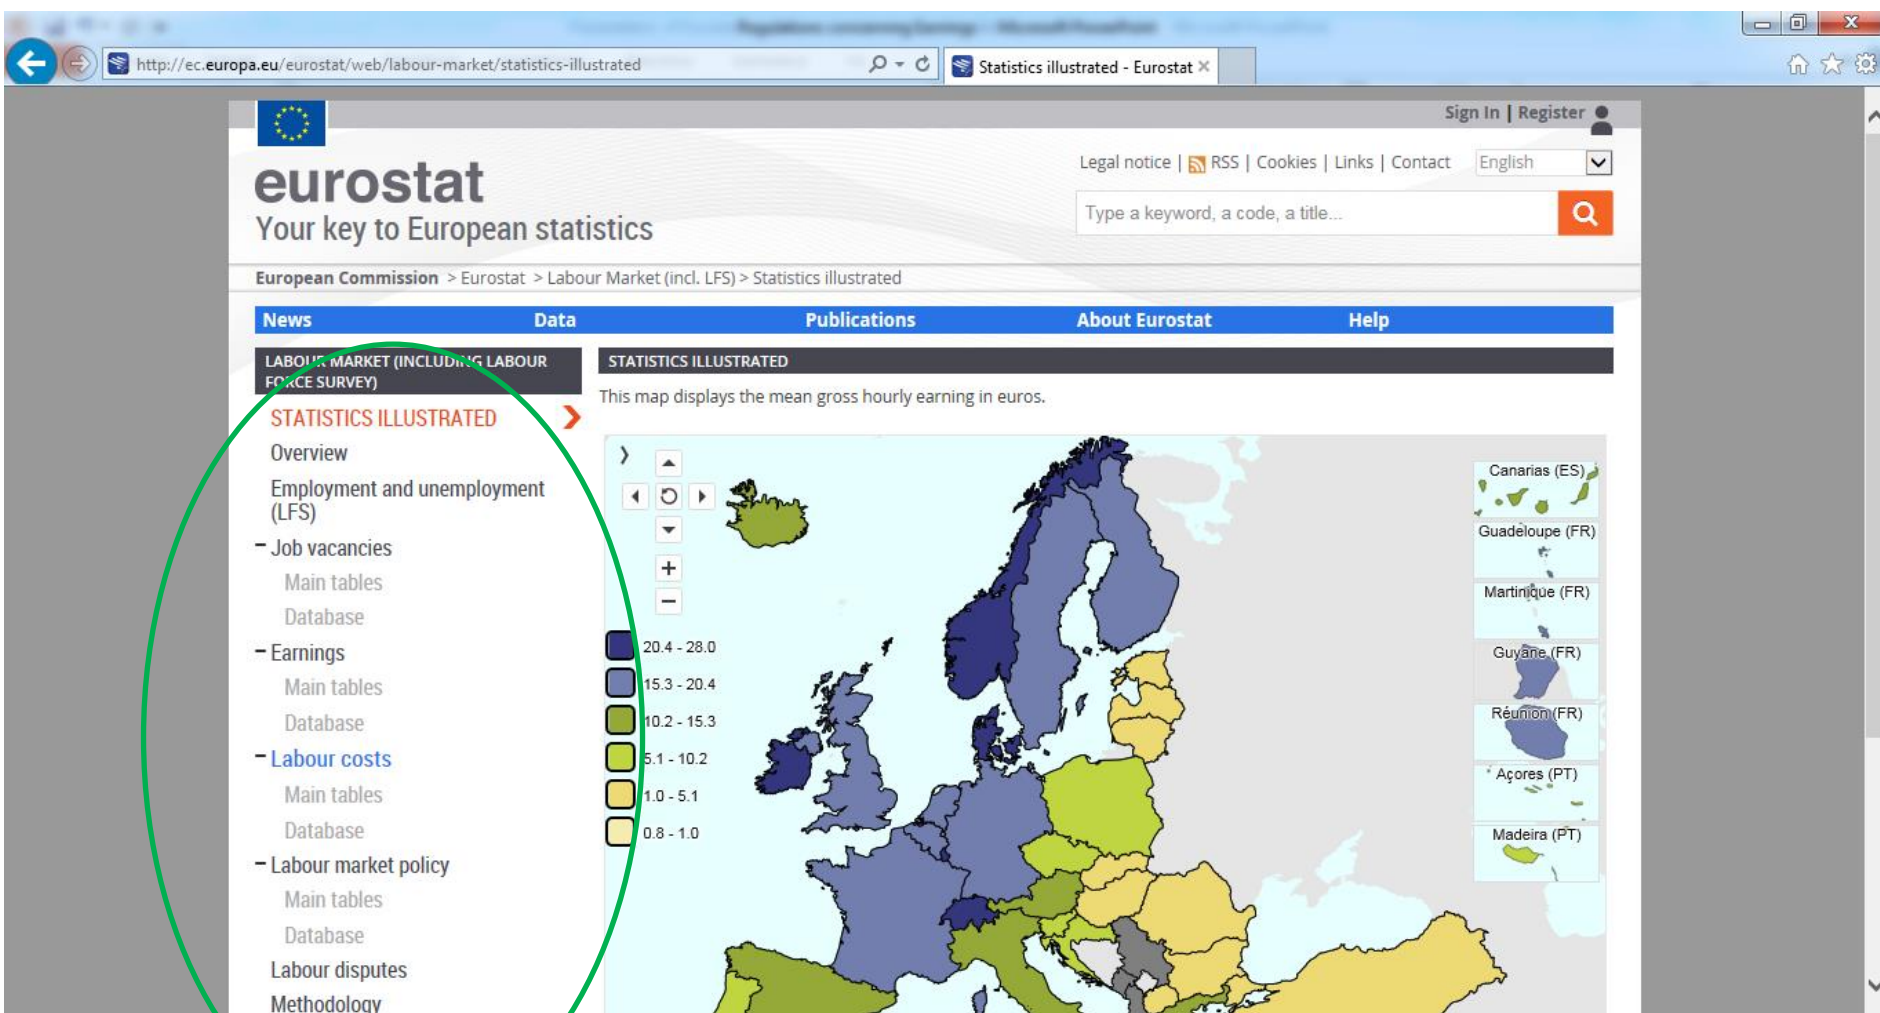 http://ec.europa.eu/eurostat/web/labour-market/statistics-illustrated
Statistics illustrated - Eurostat
Sign In | Register
Legal notice | RSS | Cookies | Links | Contact
English
eurostat
Your key to European statistics
Type a keyword, a code, a title...
European Commission > Eurostat > Labour Market (incl. LFS) > Statistics illustrated
News Data Publications About Eurostat Help
LABOUR MARKET (INCLUDING LABOUR
FORCE SURVEY)
STATISTICS ILLUSTRATED
Overview
Employment and unemployment
(LFS)
Job vacancies
Main tables
Database
Earnings
Main tables
Database
Labour costs
Main tables
Database
Labour market policy
Main tables
Database
Labour disputes
Methodology
STATISTICS ILLUSTRATED
This map displays the mean gross hourly earning in euros.
20.4 - 28.0
15.3 - 20.4
10.2 - 15.3
5.1 - 10.2
1.0 - 5.1
0.8 - 1.0
Canarias (ES)
Guadeloupe (FR)
Martinique (FR)
Guyane (FR)
Réunion (FR)
Açores (PT)
Madeira (PT)